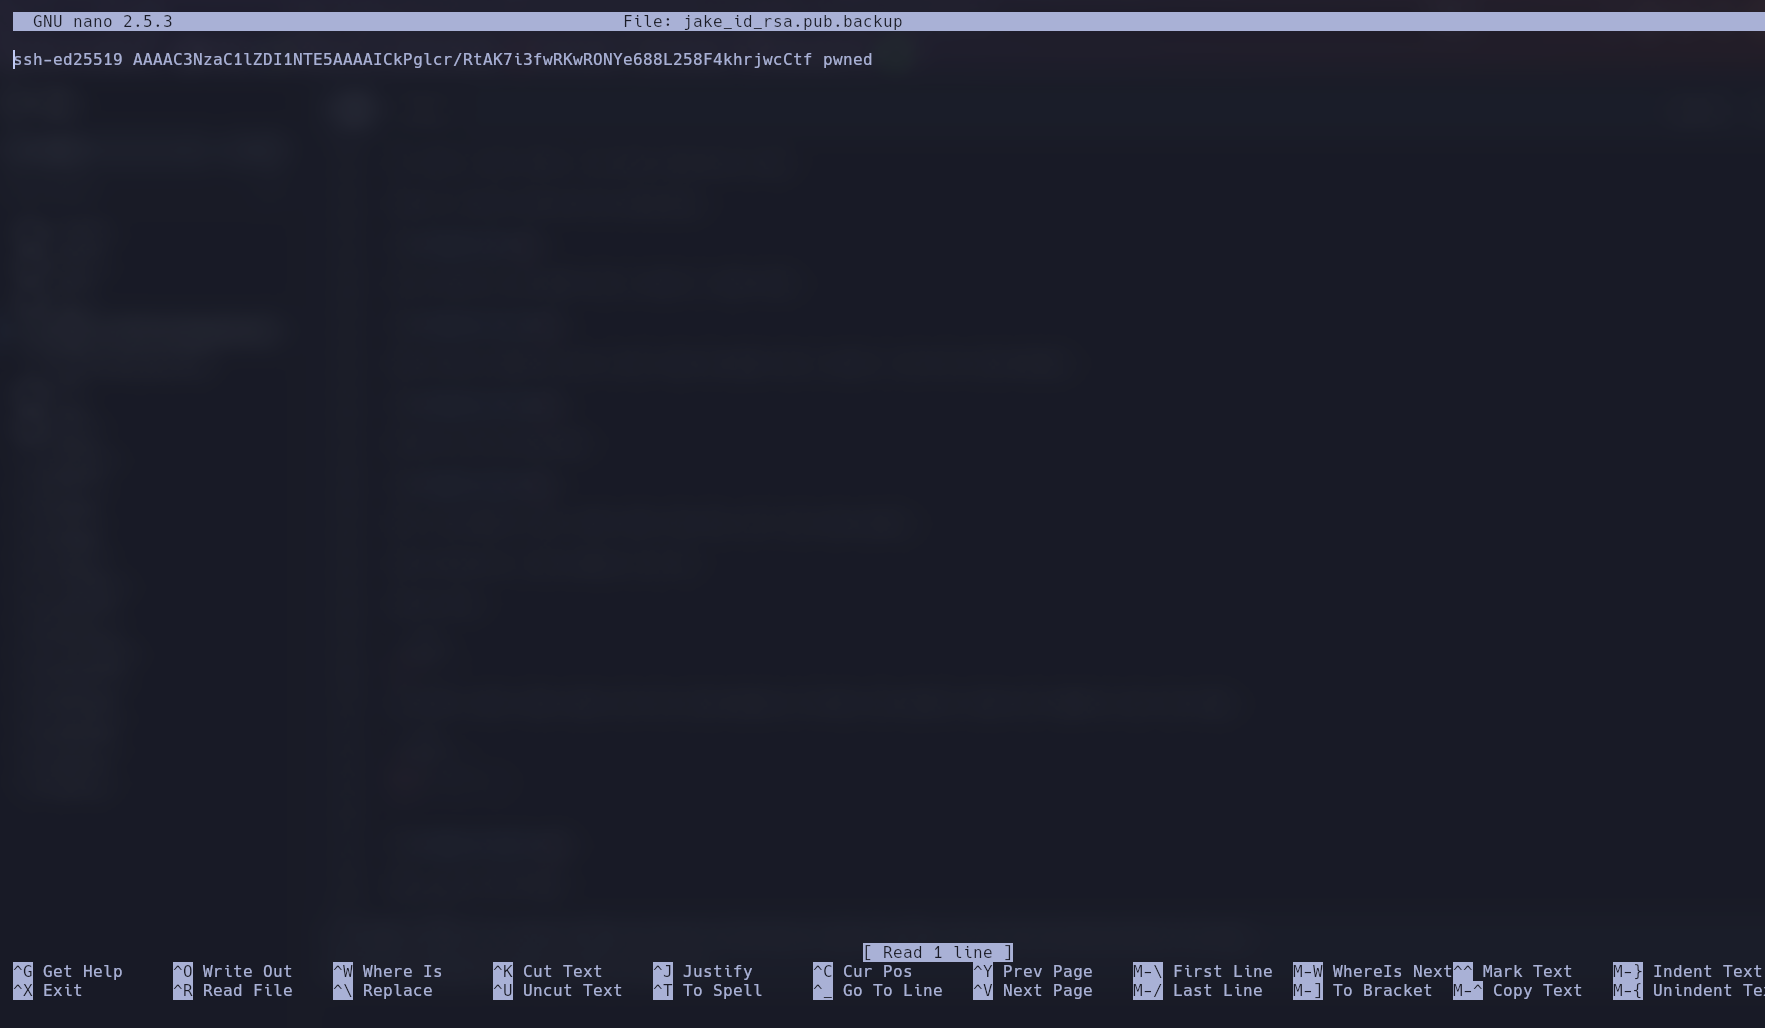 GNU nano 2.5.3 File: jake_id_rsa.pub.backup
ssh-ed25519 AAAAC3NzaC1lZDI1NTE5AAAAICkPglcr/RtAK7i3fwRKwRONYe688L258F4khrjwcCtf pwned
[ Read 1 line ]
^G Get Help ^O Write Out ^W Where Is ^K Cut Text ^J Justify ^C Cur Pos ^Y Prev Page M-\ First Line M-W WhereIs Next ^^ Mark Text M-} Indent Text
^X Exit ^R Read File ^\ Replace ^U Uncut Text ^T To Spell ^_ Go To Line ^V Next Page M-/ Last Line M-] To Bracket M-^ Copy Text M-{ Unindent Te